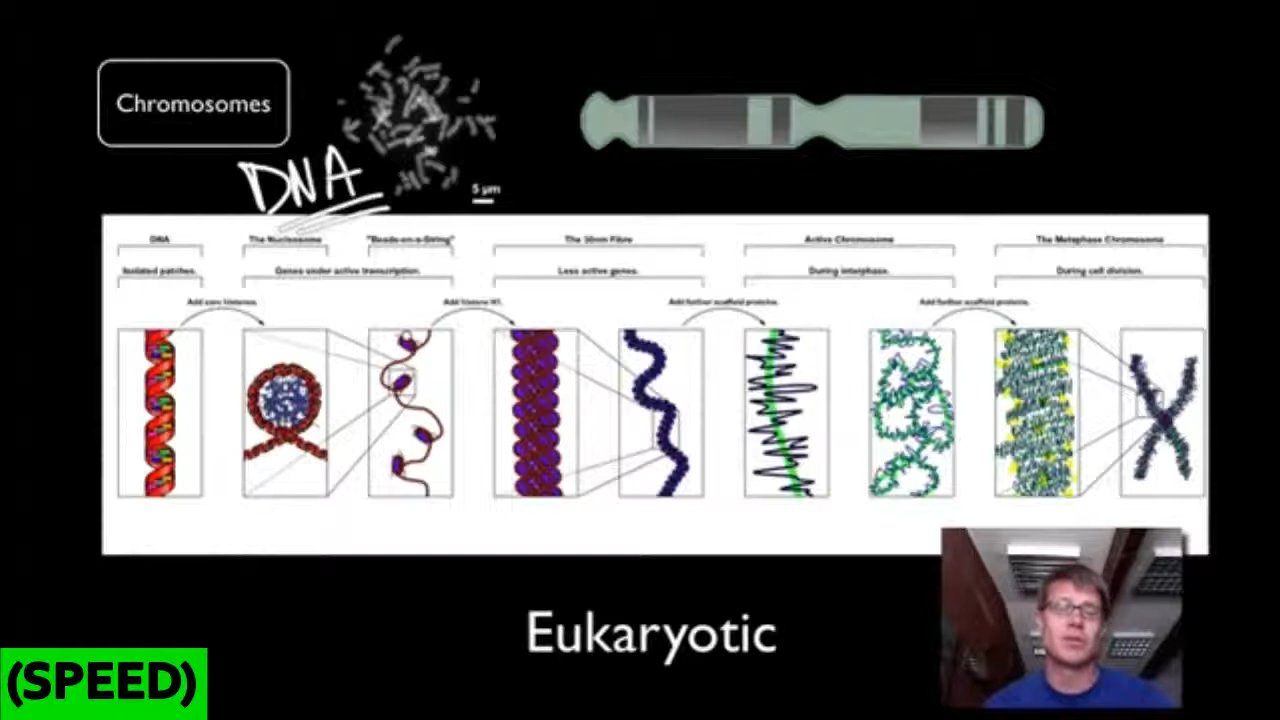 Chromosomes
DNA
5 μm
DNA
The Nucleosome
"Beads-on-a-String"
The 30nm Fibre
Active Chromosome
The Metaphase Chromosome
Isolated patches.
Genes under active transcription.
Less active genes.
During interphase.
During cell division.
Add core histones.
Add histone H1.
Add further scaffold proteins.
Add further scaffold proteins.
Eukaryotic
(SPEED)